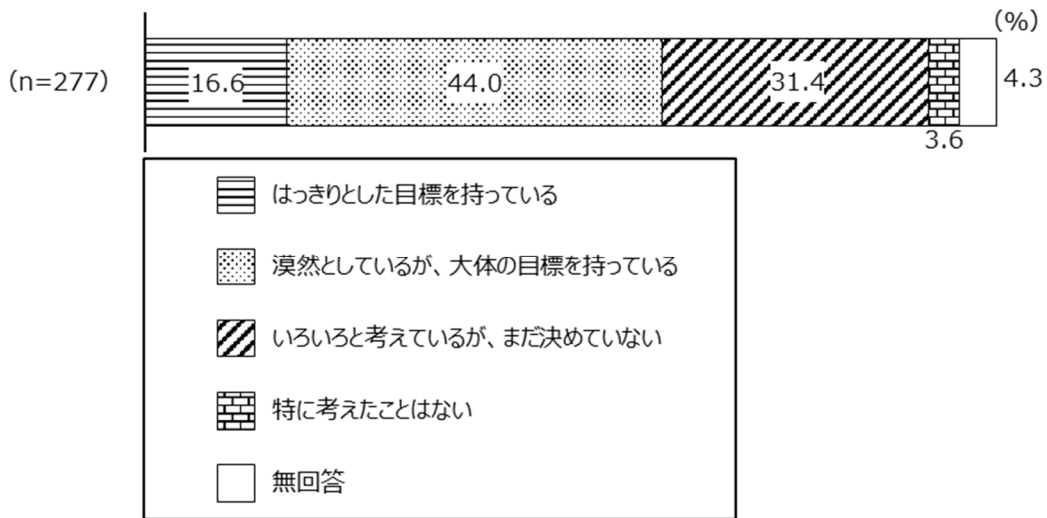 (%)
(n=277) 16.6 44.0 31.4 4.3
3.6
はっきりとした目標を持っている
漠然としているが、大体の目標を持っている
いろいろと考えているが、まだ決めていない
特に考えたことはない
無回答